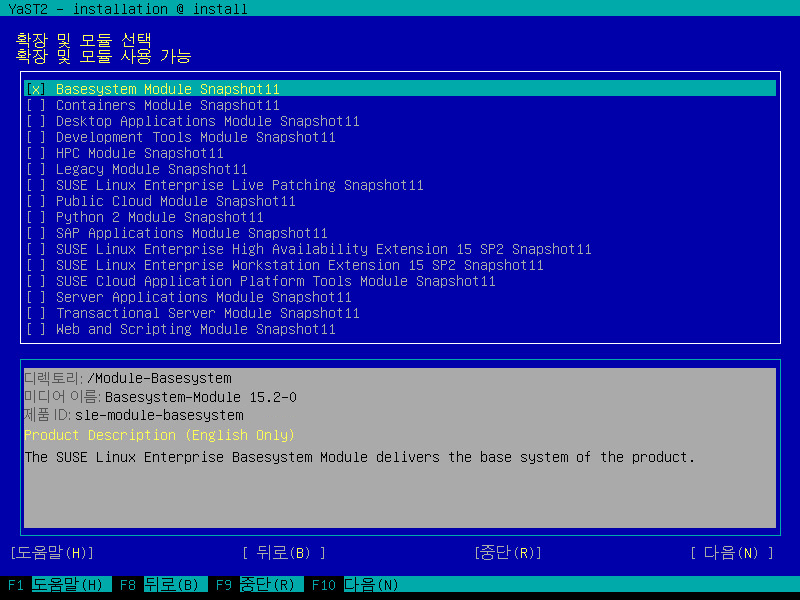 YaST2 - installation @ install
확장 및 모듈 선택
확장 및 모듈 사용 가능
[x] Basesystem Module Snapshot11
[ ] Containers Module Snapshot11
[ ] Desktop Applications Module Snapshot11
[ ] Development Tools Module Snapshot11
[ ] HPC Module Snapshot11
[ ] Legacy Module Snapshot11
[ ] SUSE Linux Enterprise Live Patching Snapshot11
[ ] Public Cloud Module Snapshot11
[ ] Python 2 Module Snapshot11
[ ] SAP Applications Module Snapshot11
[ ] SUSE Linux Enterprise High Availability Extension 15 SP2 Snapshot11
[ ] SUSE Linux Enterprise Workstation Extension 15 SP2 Snapshot11
[ ] SUSE Cloud Application Platform Tools Module Snapshot11
[ ] Server Applications Module Snapshot11
[ ] Transactional Server Module Snapshot11
[ ] Web and Scripting Module Snapshot11
디렉토리: /Module-Basesystem
미디어 이름: Basesystem-Module 15.2-0
제품 ID: sle-module-basesystem
Product Description (English Only)
The SUSE Linux Enterprise Basesystem Module delivers the base system of the product.
[도움말(H)] [ 뒤로(B) ] [중단(R)] [ 다음(N) ]
F1 도움말(H) F8 뒤로(B) F9 중단(R) F10 다음(N)